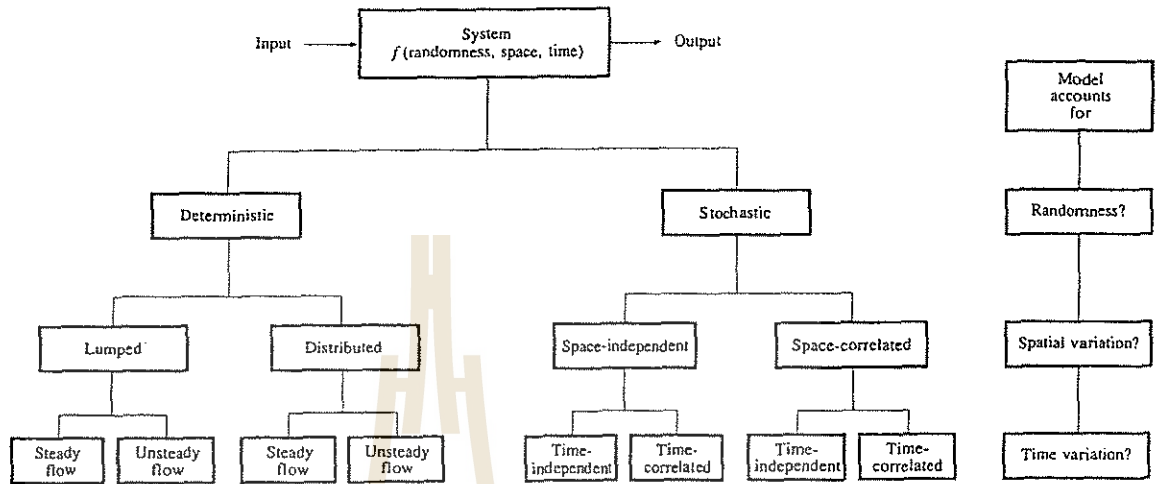 System
Input
f (randomness, space, time)
Output
Model
accounts
for
Deterministic
Stochastic
Randomness?
Lumped
Distributed
Space-independent
Space-correlated
Spatial variation?
Steady
flow
Unsteady
flow
Steady
flow
Unsteady
flow
Time-
independent
Time-
correlated
Time-
independent
Time-
correlated
Time variation?